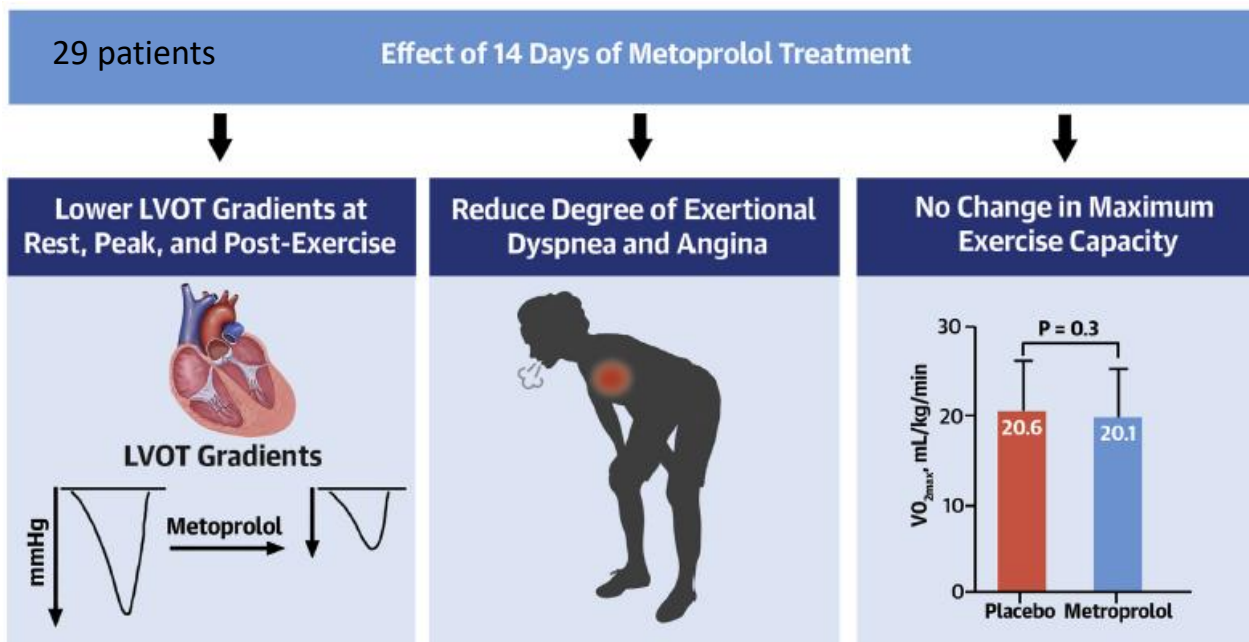 29 patients
Effect of 14 Days of Metoprolol Treatment
Lower LVOT Gradients at
Rest, Peak, and Post-Exercise
LVOT Gradients
mmHg
Metoprolol
Reduce Degree of Exertional
Dyspnea and Angina
No Change in Maximum
Exercise Capacity
P = 0.3
VO2max, mL/kg/min
30
20
10
0
20.6
20.1
Placebo
Metroprolol